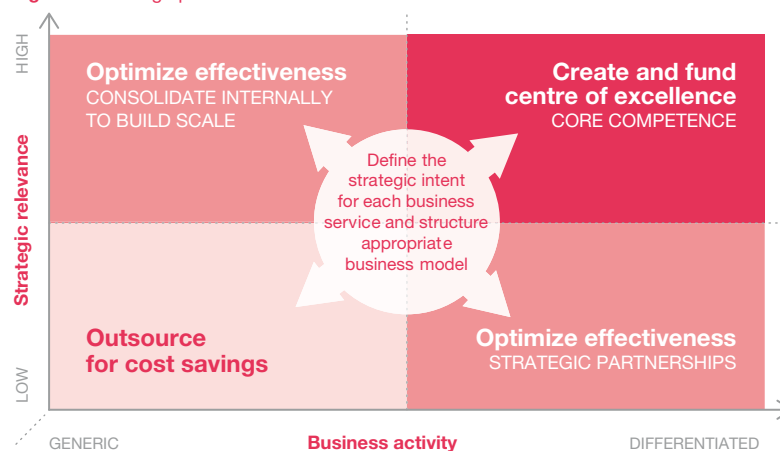 HIGH
Optimize effectiveness
CONSOLIDATE INTERNALLY
TO BUILD SCALE
Create and fund
centre of excellence
CORE COMPETENCE
Define the
strategic intent
for each business
service and structure
appropriate
business model
Strategic relevance
Outsource
for cost savings
Optimize effectiveness
STRATEGIC PARTNERSHIPS
LOW
GENERIC
Business activity
DIFFERENTIATED